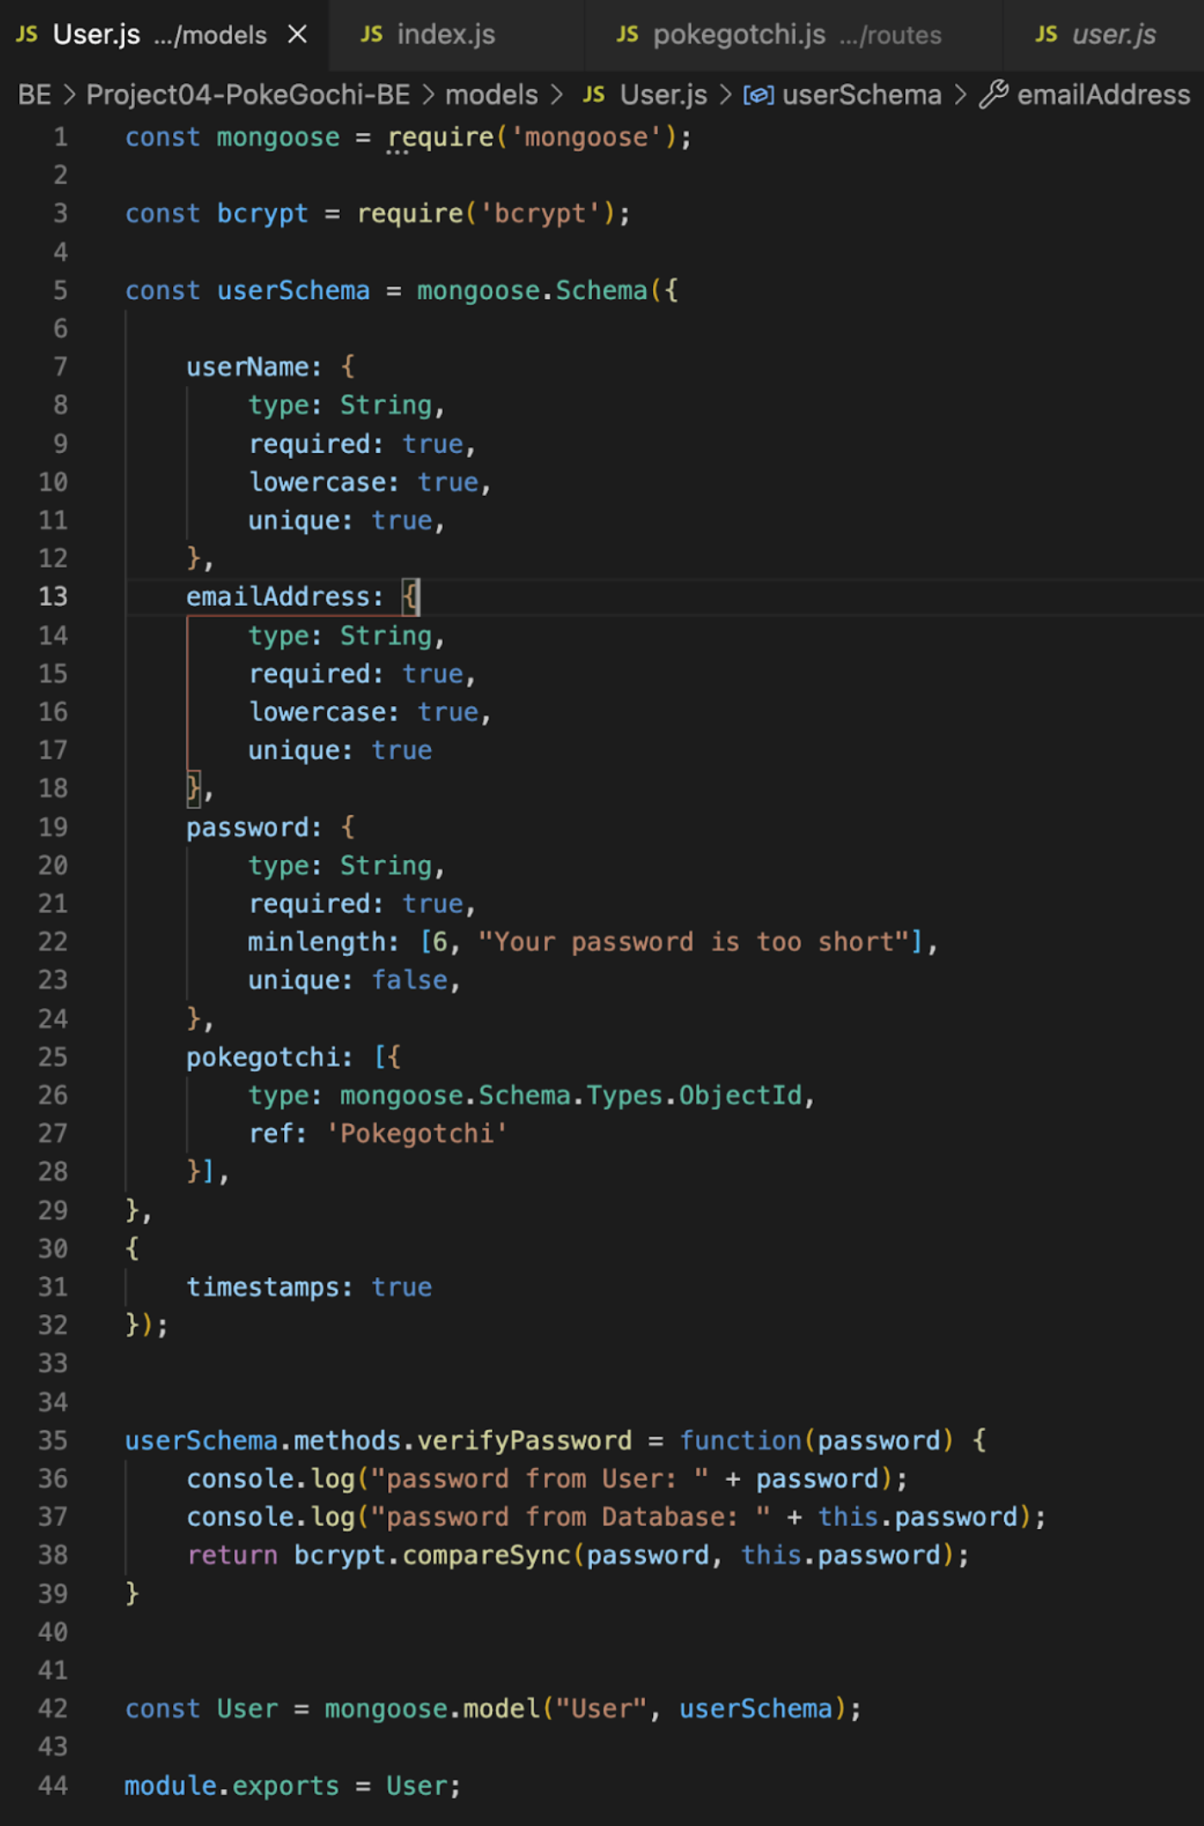 JS User.js .../models × JS index.js JS pokegotchi.js .../routes JS user.js
BE > Project04-PokeGochi-BE > models > JS User.js > userSchema > emailAddress
1 const mongoose = require('mongoose');
2
3 const bcrypt = require('bcrypt');
4
5 const userSchema = mongoose.Schema({
6
7 userName: {
8 type: String,
9 required: true,
10 lowercase: true,
11 unique: true,
12 },
13 emailAddress: {
14 type: String,
15 required: true,
16 lowercase: true,
17 unique: true
18 },
19 password: {
20 type: String,
21 required: true,
22 minlength: [6, "Your password is too short"],
23 unique: false,
24 },
25 pokegotchi: [{
26 type: mongoose.Schema.Types.ObjectId,
27 ref: 'Pokegotchi'
28 }],
29 },
30 {
31 timestamps: true
32 });
33
34
35 userSchema.methods.verifyPassword = function(password) {
36 console.log("password from User: " + password);
37 console.log("password from Database: " + this.password);
38 return bcrypt.compareSync(password, this.password);
39 }
40
41
42 const User = mongoose.model("User", userSchema);
43
44 module.exports = User;